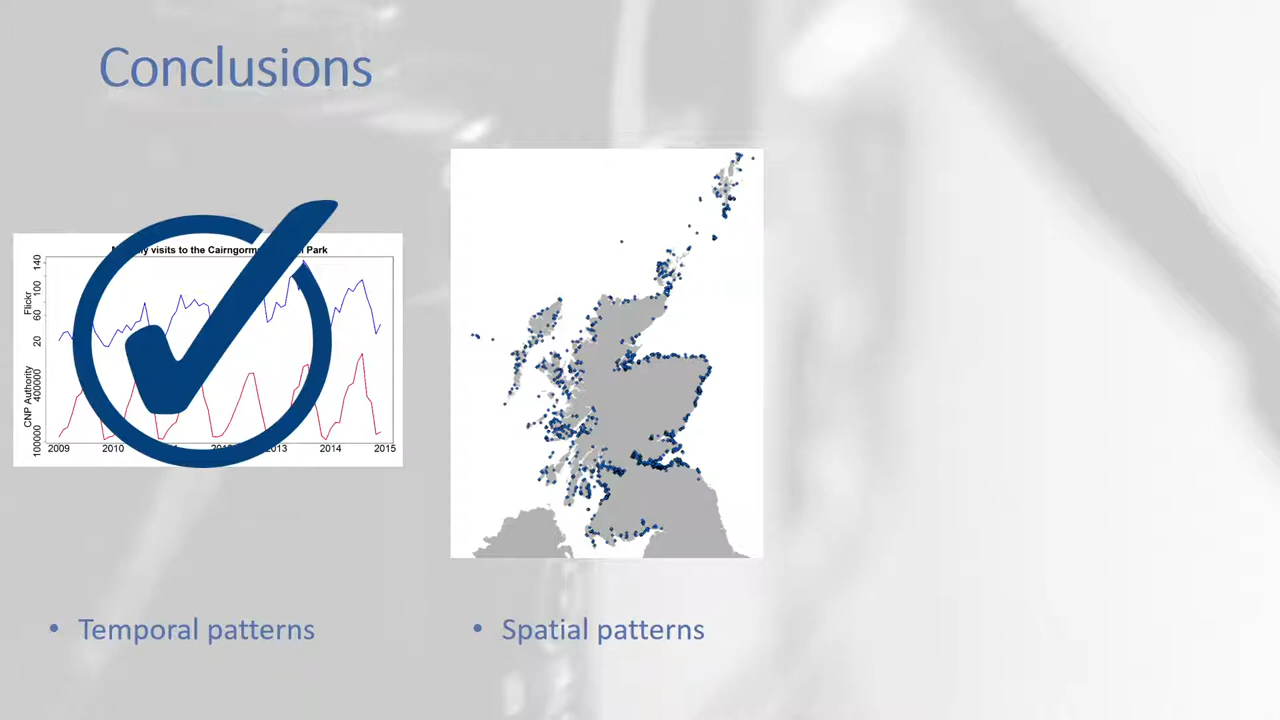 Conclusions
visits to the Cairngorms Park
Flickr
20 60 100 140
CNP Authority
100000 400000
2009 2010 2013 2014 2015
• Temporal patterns
• Spatial patterns